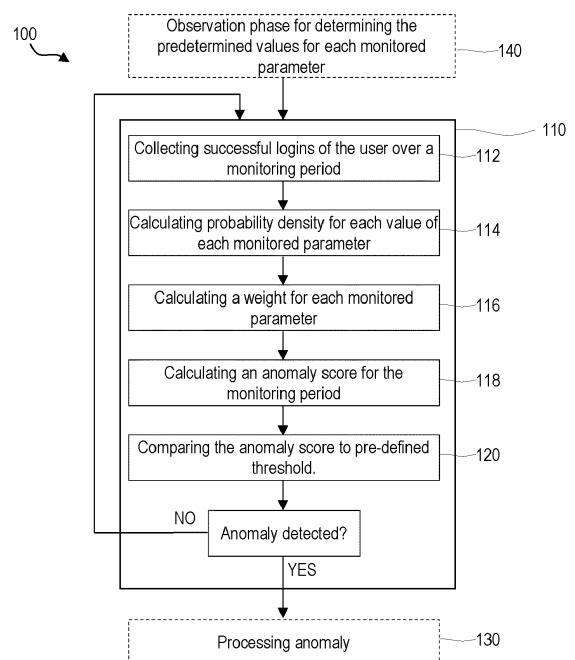 100
Observation phase for determining the
predetermined values for each monitored
parameter
140
110
Collecting successful logins of the user over a
monitoring period
112
Calculating probability density for each value of
each monitored parameter
114
Calculating a weight for each monitored
parameter
116
Calculating an anomaly score for the
monitoring period
118
Comparing the anomaly score to pre-defined
threshold.
120
NO
Anomaly detected?
YES
Processing anomaly
130